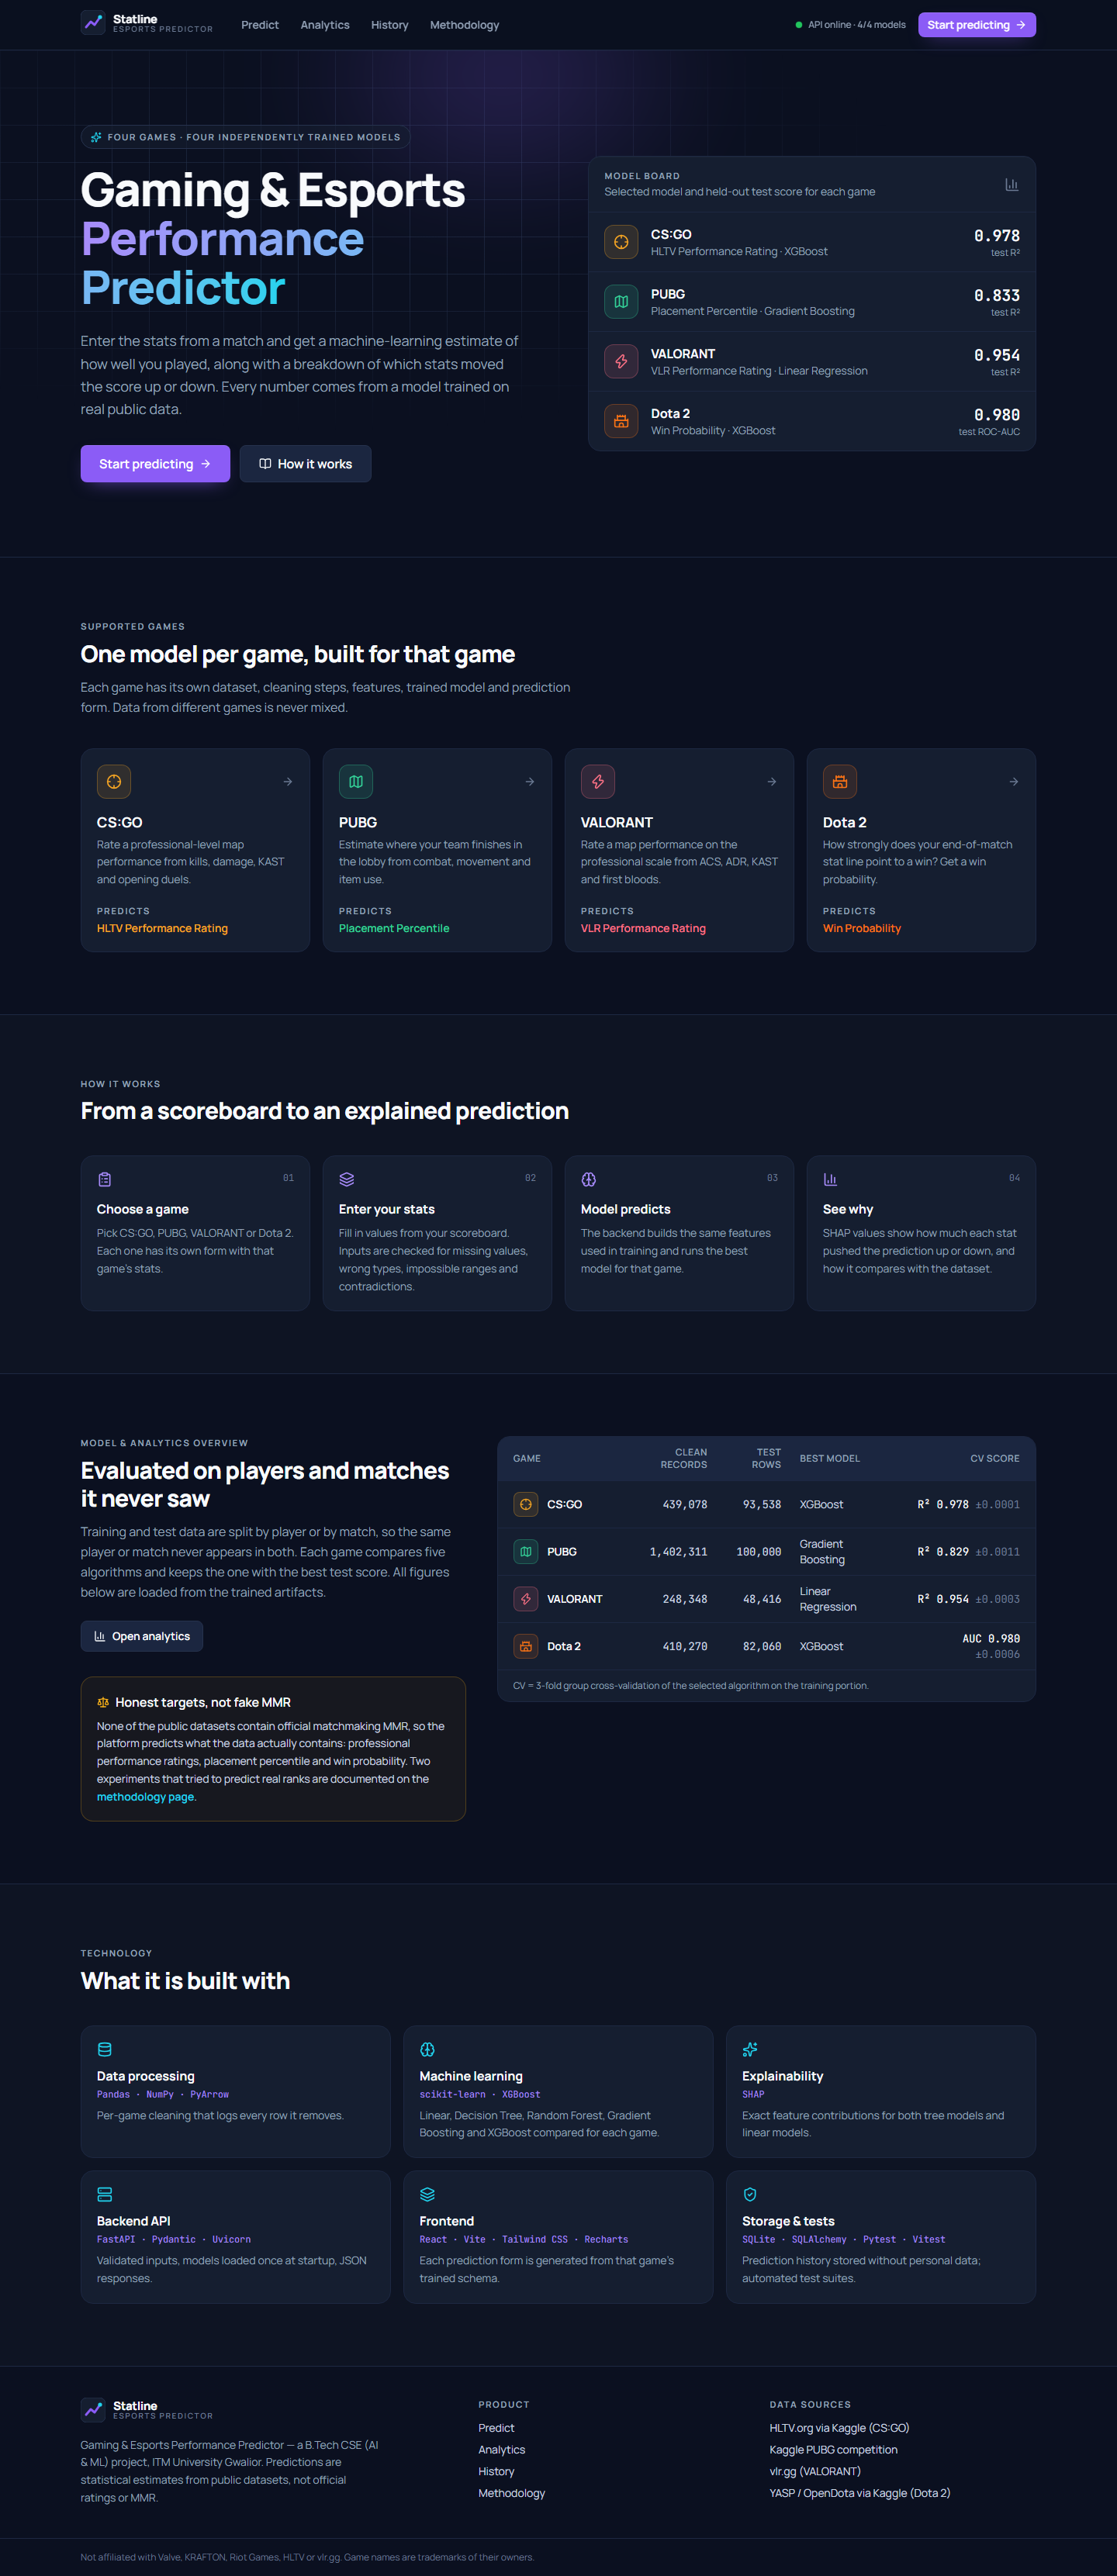 Statline
ESPORTS PREDICTOR
Predict
Analytics
History
Methodology
API online · 4/4 models
Start predicting
FOUR GAMES · FOUR INDEPENDENTLY TRAINED MODELS
Gaming & Esports
Performance
Predictor
Enter the stats from a match and get a machine-learning estimate of
how well you played, along with a breakdown of which stats moved
the score up or down. Every number comes from a model trained on
real public data.
Start predicting
How it works
MODEL BOARD
Selected model and held-out test score for each game
CS:GO
HLTV Performance Rating · XGBoost
0.978
test R²
PUBG
Placement Percentile · Gradient Boosting
0.833
test R²
VALORANT
VLR Performance Rating · Linear Regression
0.954
test R²
Dota 2
Win Probability · XGBoost
0.980
test ROC-AUC
SUPPORTED GAMES
One model per game, built for that game
Each game has its own dataset, cleaning steps, features, trained model and prediction
form. Data from different games is never mixed.
CS:GO
Rate a professional-level map
performance from kills, damage, KAST
and opening duels.
PREDICTS
HLTV Performance Rating
PUBG
Estimate where your team finishes in
the lobby from combat, movement and
item use.
PREDICTS
Placement Percentile
VALORANT
Rate a map performance on the
professional scale from ACS, ADR, KAST
and first bloods.
PREDICTS
VLR Performance Rating
Dota 2
How strongly does your end-of-match
stat line point to a win? Get a win
probability.
PREDICTS
Win Probability
HOW IT WORKS
From a scoreboard to an explained prediction
01
Choose a game
Pick CS:GO, PUBG, VALORANT or Dota 2.
Each one has its own form with that
game's stats.
02
Enter your stats
Fill in values from your scoreboard.
Inputs are checked for missing values,
wrong types, impossible ranges and
contradictions.
03
Model predicts
The backend builds the same features
used in training and runs the best
model for that game.
04
See why
SHAP values show how much each stat
pushed the prediction up or down, and
how it compares with the dataset.
MODEL & ANALYTICS OVERVIEW
Evaluated on players and matches
it never saw
Training and test data are split by player or by match, so the same
player or match never appears in both. Each game compares five
algorithms and keeps the one with the best test score. All figures
below are loaded from the trained artifacts.
Open analytics
Honest targets, not fake MMR
None of the public datasets contain official matchmaking MMR, so the
platform predicts what the data actually contains: professional
performance ratings, placement percentile and win probability. Two
experiments that tried to predict real ranks are documented on the
methodology page.
GAME CLEAN RECORDS TEST ROWS BEST MODEL CV SCORE
CS:GO 439,078 93,538 XGBoost R² 0.978 ±0.0001
PUBG 1,402,311 100,000 Gradient Boosting R² 0.829 ±0.0011
VALORANT 248,348 48,416 Linear Regression R² 0.954 ±0.0003
Dota 2 410,270 82,060 XGBoost AUC 0.980 ±0.0006
CV = 3-fold group cross-validation of the selected algorithm on the training portion.
TECHNOLOGY
What it is built with
Data processing
Pandas · NumPy · PyArrow
Per-game cleaning that logs every row it removes.
Machine learning
scikit-learn · XGBoost
Linear, Decision Tree, Random Forest, Gradient
Boosting and XGBoost compared for each game.
Explainability
SHAP
Exact feature contributions for both tree models and
linear models.
Backend API
FastAPI · Pydantic · Uvicorn
Validated inputs, models loaded once at startup, JSON
responses.
Frontend
React · Vite · Tailwind CSS · Recharts
Each prediction form is generated from that game's
trained schema.
Storage & tests
SQLite · SQLAlchemy · Pytest · Vitest
Prediction history stored without personal data;
automated test suites.
Statline
ESPORTS PREDICTOR
Gaming & Esports Performance Predictor — a B.Tech CSE (AI
& ML) project, ITM University Gwalior. Predictions are
statistical estimates from public datasets, not official
ratings or MMR.
PRODUCT
Predict
Analytics
History
Methodology
DATA SOURCES
HLTV.org via Kaggle (CS:GO)
Kaggle PUBG competition
vlr.gg (VALORANT)
YASP / OpenDota via Kaggle (Dota 2)
Not affiliated with Valve, KRAFTON, Riot Games, HLTV or vlr.gg. Game names are trademarks of their owners.